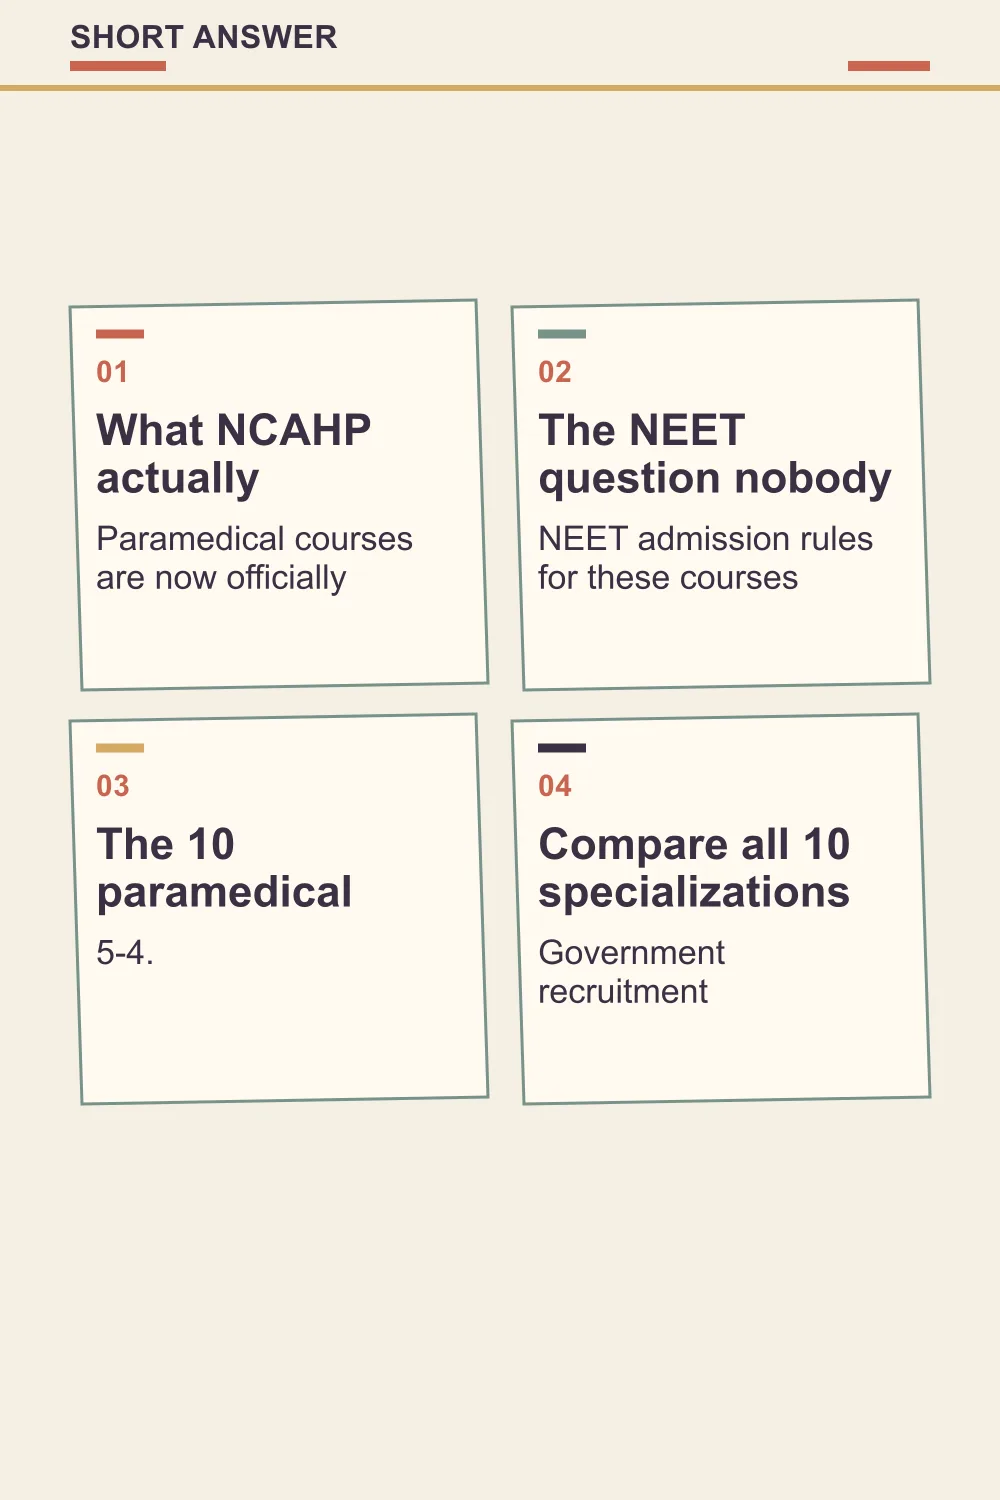 SHORT ANSWER
01
What NCAHP
actually
Paramedical courses
are now officially
02
The NEET
question nobody
NEET admission rules
for these courses
03
The 10
paramedical
5-4.
04
Compare all 10
specializations
Government
recruitment